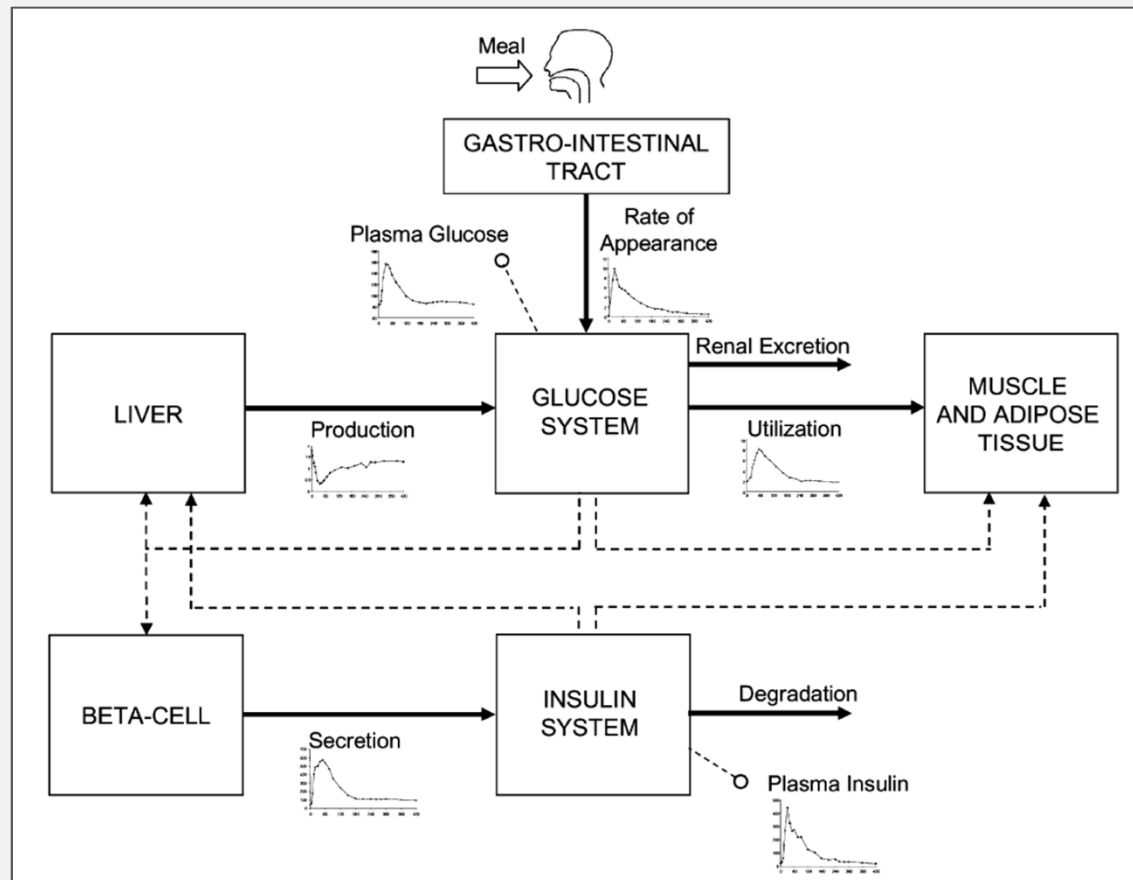 Meal
GASTRO-INTESTINAL
TRACT
Plasma Glucose
Rate of
Appearance
Renal Excretion
LIVER
Production
GLUCOSE
SYSTEM
Utilization
MUSCLE
AND ADIPOSE
TISSUE
BETA-CELL
Secretion
INSULIN
SYSTEM
Degradation
Plasma Insulin